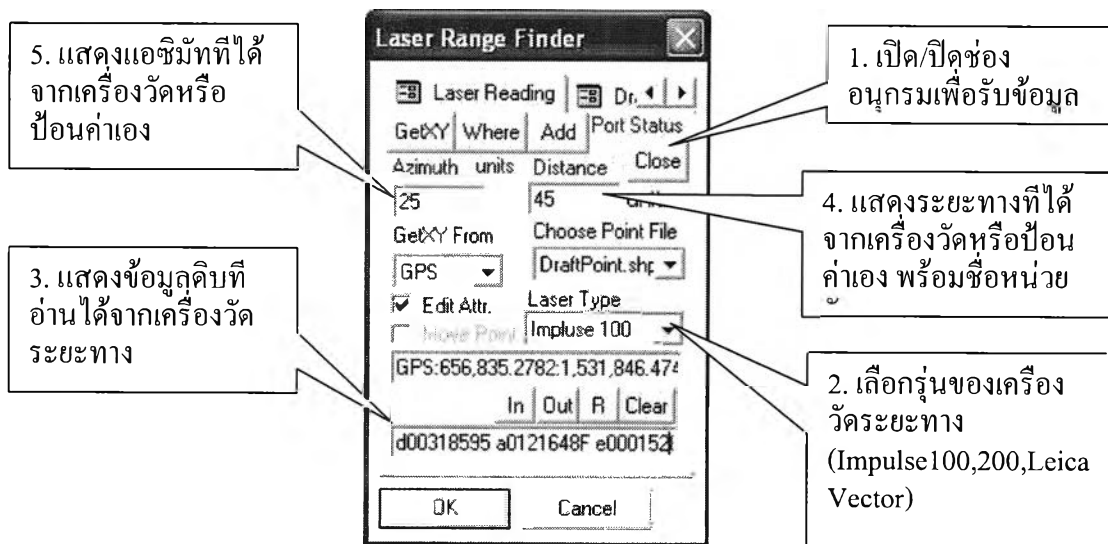 5. แสดงแอซิมัทที่ได้
จากเครื่องวัดหรือ
ป้อนค่าเอง
3. แสดงข้อมูลดิบที่
อ่านได้จากเครื่องวัด
ระยะทาง
Laser Range Finder
Laser Reading Dr.
GetXY Where Add Port Status
Close
Azimuth units Distance
25 45
GetXY From Choose Point File
GPS DraftPoint.shp
Edit Attr. Laser Type
Move Point Impluse 100
GPS:656,835.2782:1,531,846.474
In Out R Clear
d00318595 a0121648F e000152
OK Cancel
1. เปิด/ปิดช่อง
อนุกรมเพื่อรับข้อมูล
4. แสดงระยะทางที่ได้
จากเครื่องวัดหรือป้อน
ค่าเอง พร้อมชื่อหน่วย
2. เลือกรุ่นของเครื่อง
วัดระยะทาง
(Impulse100,200,Leica
Vector)